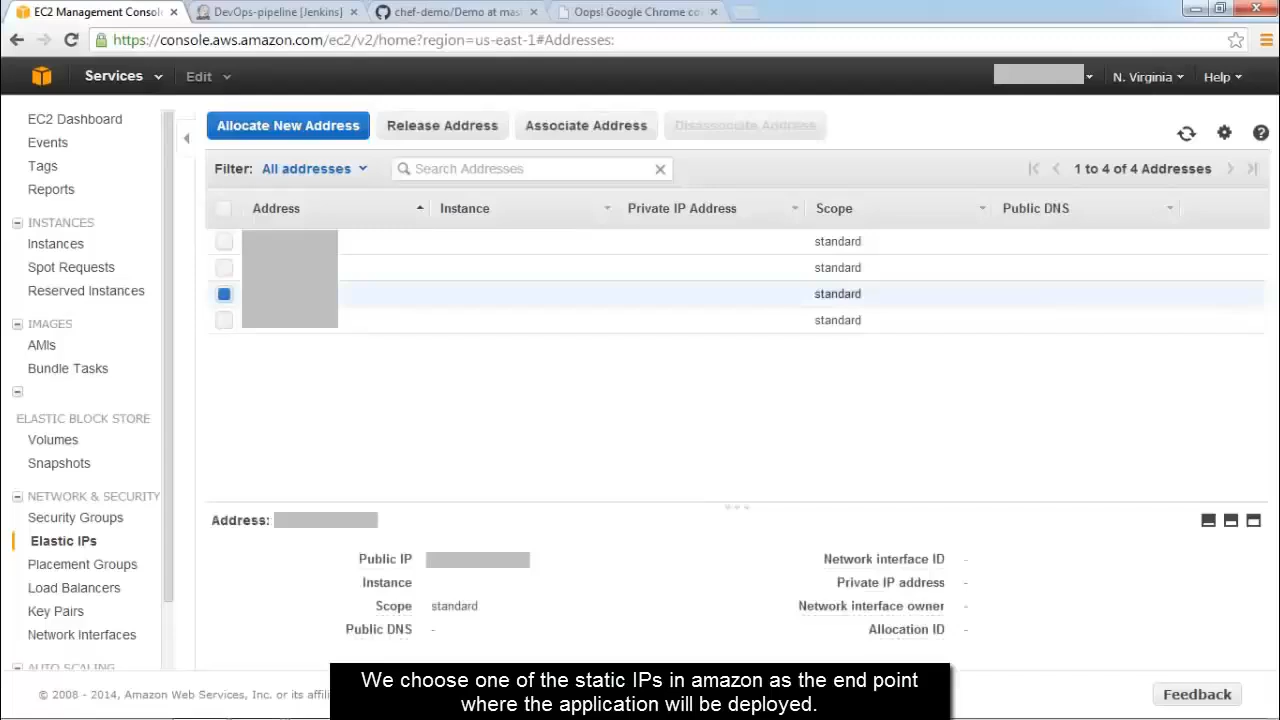 EC2 Management Conso
DevOps-pipeline [Jenkins]
chef-demo/Demo at mas
Oops! Google Chrome co
https://console.aws.amazon.com/ec2/v2/home?region=us-east-1#Addresses:
Services
Edit
N. Virginia
Help
EC2 Dashboard
Events
Tags
Reports
INSTANCES
Instances
Spot Requests
Reserved Instances
IMAGES
AMIs
Bundle Tasks
ELASTIC BLOCK STORE
Volumes
Snapshots
NETWORK & SECURITY
Security Groups
Elastic IPs
Placement Groups
Load Balancers
Key Pairs
Network Interfaces
AUTO SCALING
Allocate New Address
Release Address
Associate Address
Disassociate Address
Filter: All addresses
Search Addresses
1 to 4 of 4 Addresses
Address Instance Private IP Address Scope Public DNS
standard
standard
standard
standard
Address:
Public IP
Instance
Scope standard
Public DNS -
Network interface ID -
Private IP address -
Network interface owner -
Allocation ID -
© 2008 - 2014, Amazon Web Services, Inc. or its affil
Feedback
We choose one of the static IPs in amazon as the end point
where the application will be deployed.